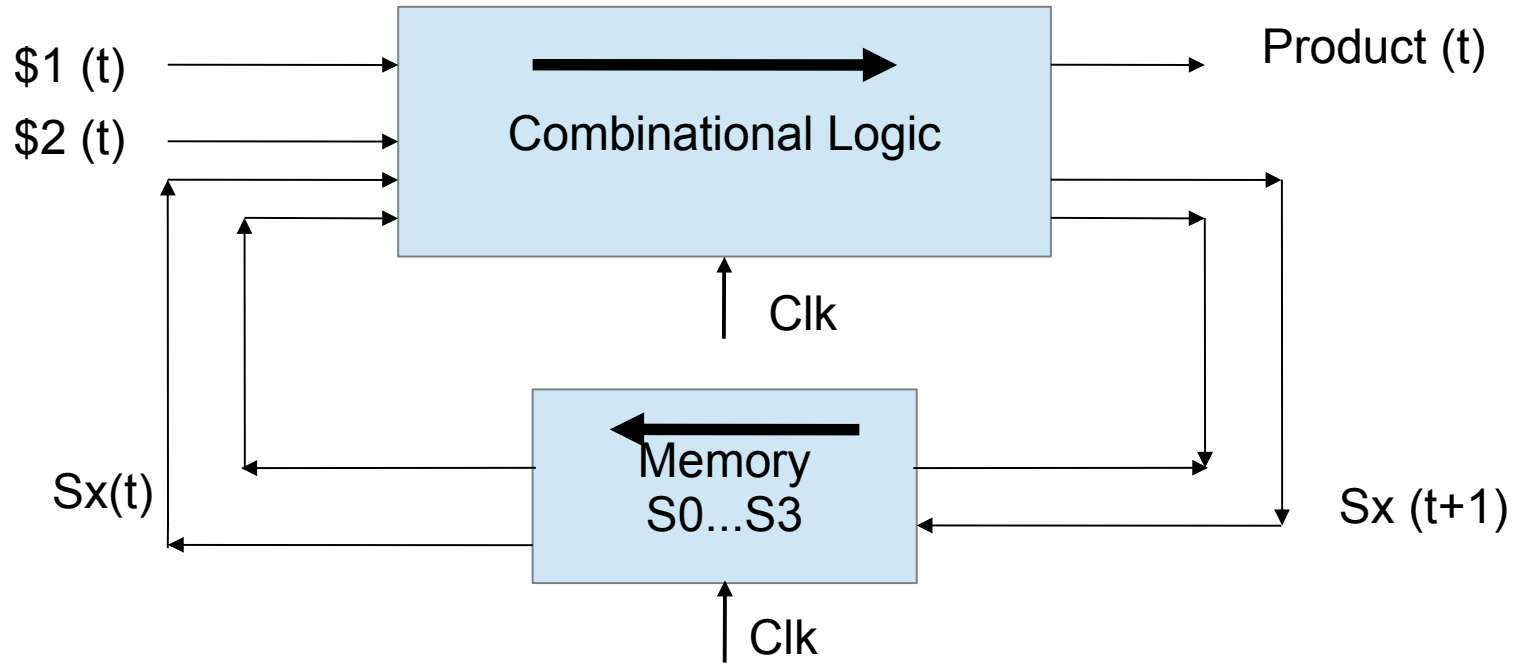 $1 (t)
Product (t)
$2 (t)
Combinational Logic
Clk
Memory
S0...S3
Sx(t)
Sx (t+1)
Clk